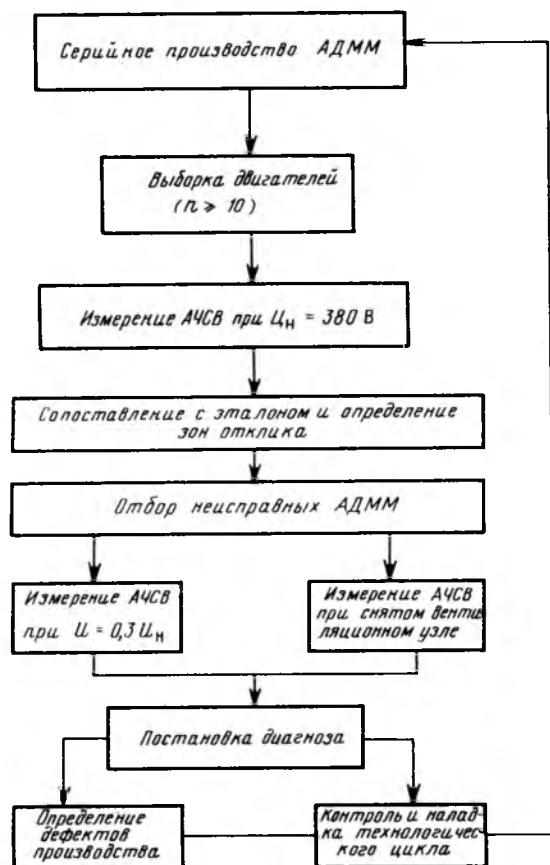 Серийное производство АДММ
Выборка двигателей
(n ⩾ 10)
Измерение АЧСВ при Uн = 380 В
Сопоставление с эталоном и определение
зон отклика
Отбор неисправных АДММ
Измерение АЧСВ
при U = 0,3 Uн
Измерение АЧСВ
при снятом венти
ляционном узле
Постановка диагноза
Определение
дефектов
производства
Контроль и налад-
ка технологичес-
кого цикла